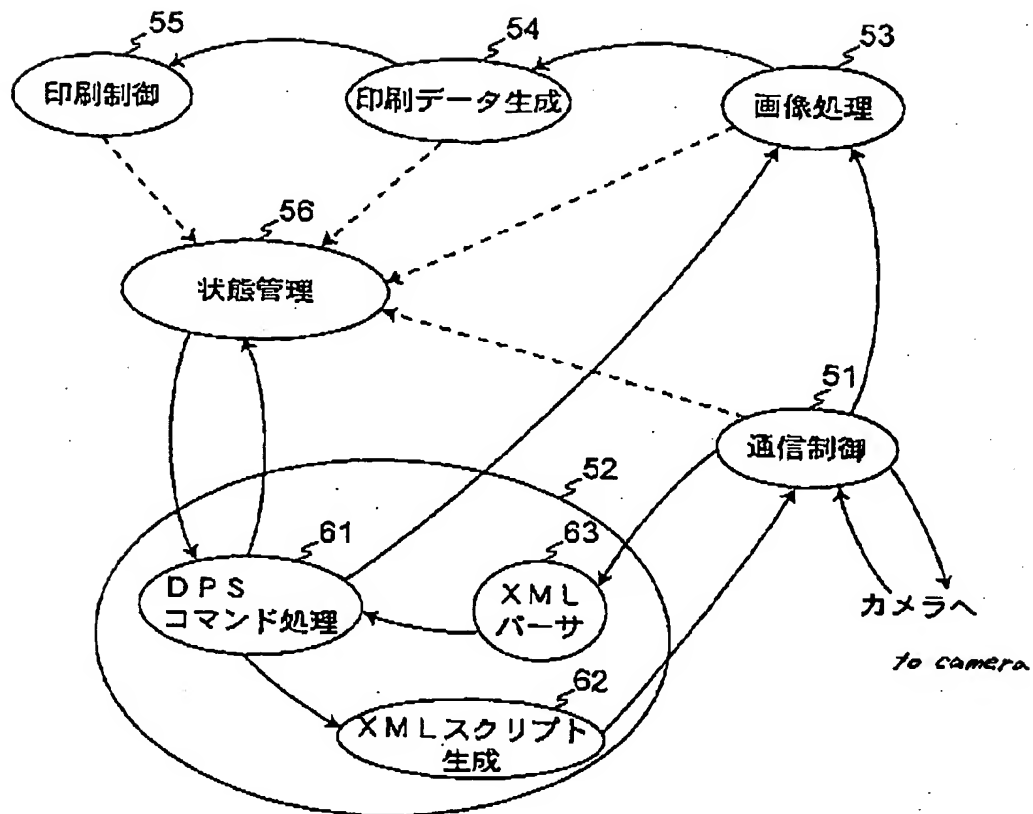 55
54
53
印刷制御
印刷データ生成
画像処理
56
状態管理
51
通信制御
52
61
63
DPS
コマンド処理
XML
パーサ
カメラへ
to camera
62
XMLスクリプト
生成